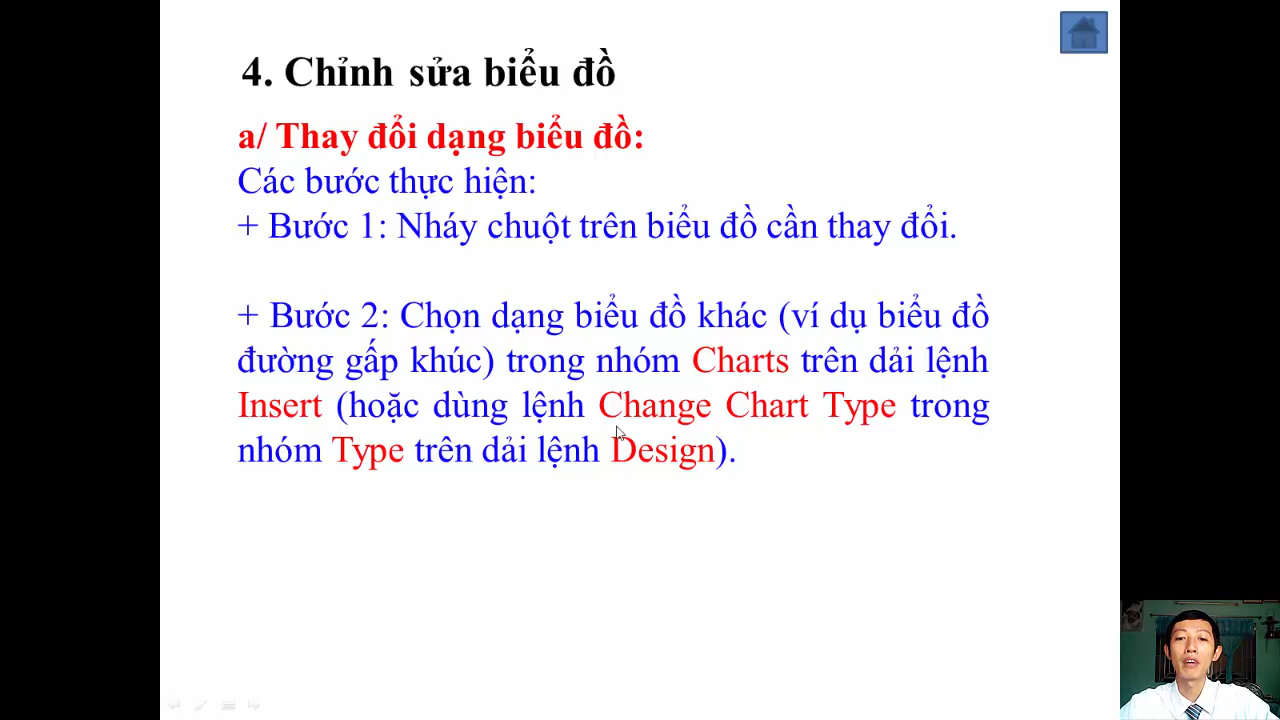 4. Chỉnh sửa biểu đồ
a/ Thay đổi dạng biểu đồ:
Các bước thực hiện:
+ Bước 1: Nháy chuột trên biểu đồ cần thay đổi.
+ Bước 2: Chọn dạng biểu đồ khác (ví dụ biểu đồ
đường gấp khúc) trong nhóm Charts trên dải lệnh
Insert (hoặc dùng lệnh Change Chart Type trong
nhóm Type trên dải lệnh Design).